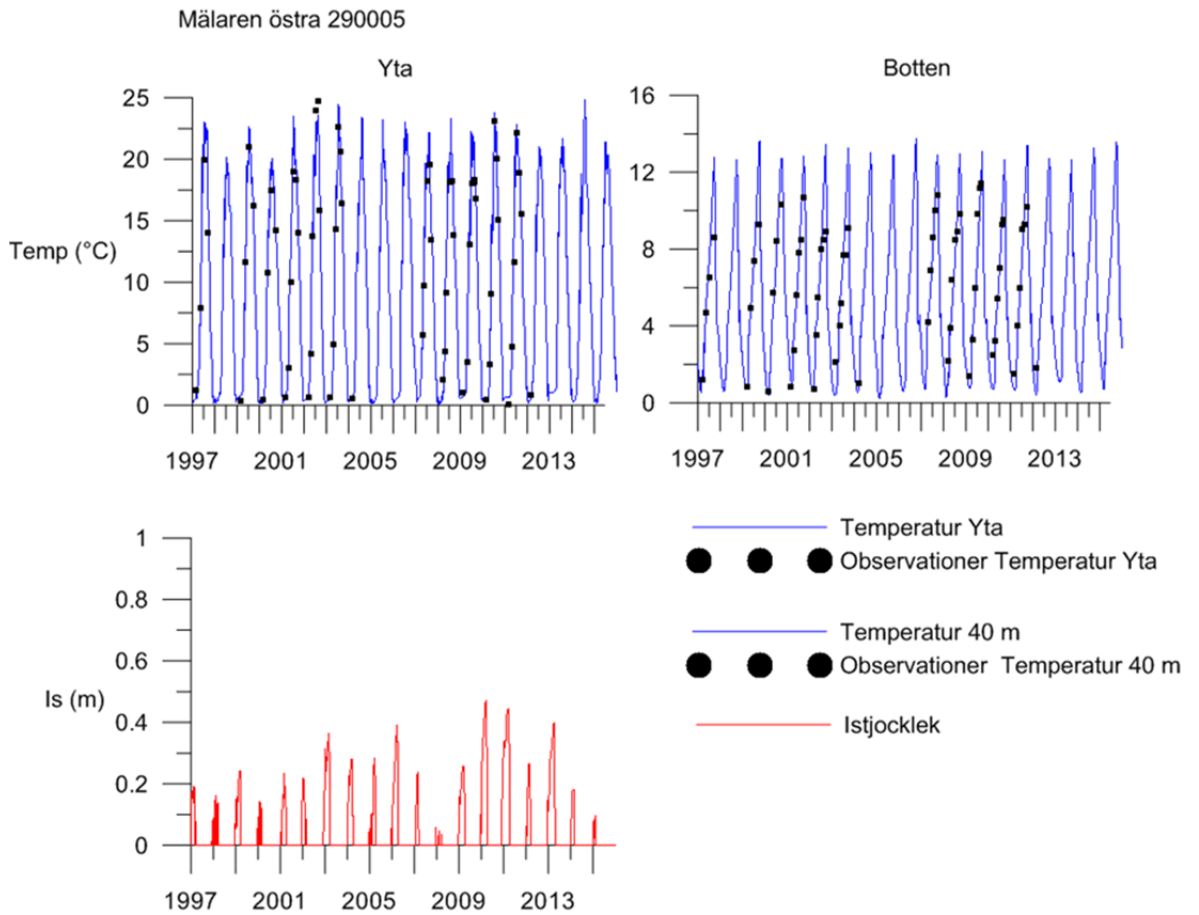 Mälaren östra 290005
Yta
25
20
15
10
5
0
Temp (°C)
1997 2001 2005 2009 2013
Botten
16
12
8
4
0
1997 2001 2005 2009 2013
1
0.8
0.6
0.4
0.2
0
Is (m)
1997 2001 2005 2009 2013
Temperatur Yta
Observationer Temperatur Yta
Temperatur 40 m
Observationer Temperatur 40 m
Istjocklek